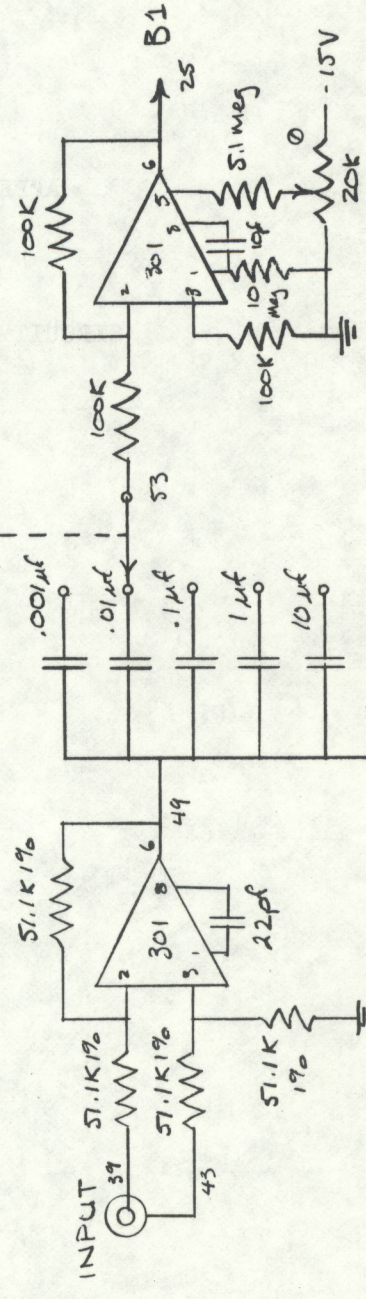 INPUT
39
43
51.1K 1%
51.1K 1%
51.1K 1%
51.1K
1%
2
3
301
1
8
6
22pf
49
.001µf
.01µf
.1µf
1µf
10µf
53
100K
100K
2
3
301
1
8
5
6
10pf
100K
10
meg
5.1 meg
20K
-15V
25
B1